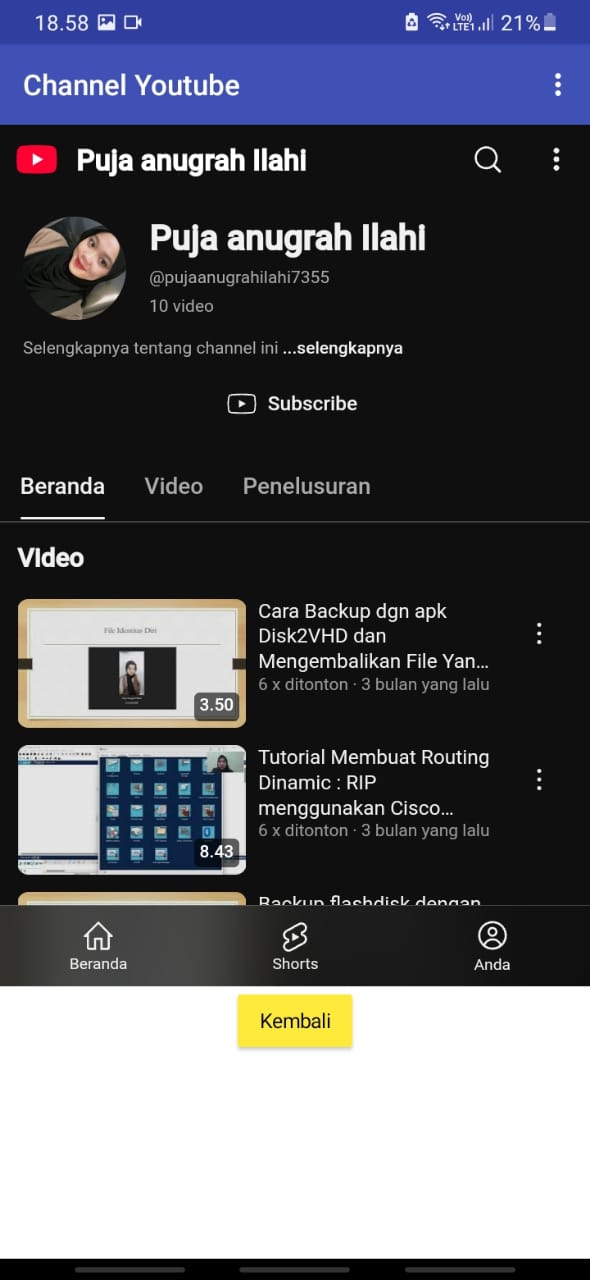 18.58
Vo))
LTE1
21%
Channel Youtube
Puja anugrah Ilahi
Puja anugrah Ilahi
@pujaanugrahilahi7355
10 video
Selengkapnya tentang channel ini ...selengkapnya
Subscribe
Beranda Video Penelusuran
VIdeo
File Identitas Diri
3.50
Cara Backup dgn apk
Disk2VHD dan
Mengembalikan File Yan...
6 x ditonton · 3 bulan yang lalu
8.43
Tutorial Membuat Routing
Dinamic : RIP
menggunakan Cisco...
6 x ditonton · 3 bulan yang lalu
Backup flashdisk dengan
Beranda Shorts Anda
Kembali